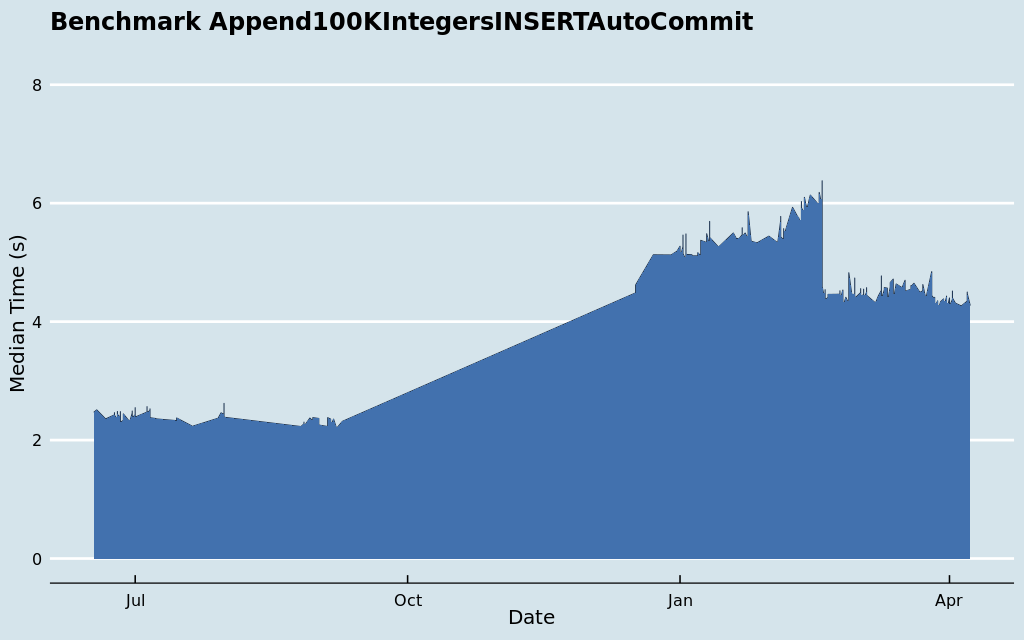 Benchmark Append100KIntegersINSERTAutoCommit
8
6
4
2
0
Median Time (s)
Jul
Oct
Jan
Apr
Date